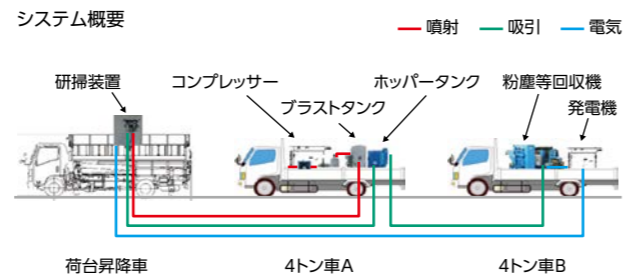 システム概要
噴射 吸引 電気
研掃装置 コンプレッサー ホッパータンク 粉塵等回収機
ブラストタンク 発電機
荷台昇降車 4トン車A 4トン車B